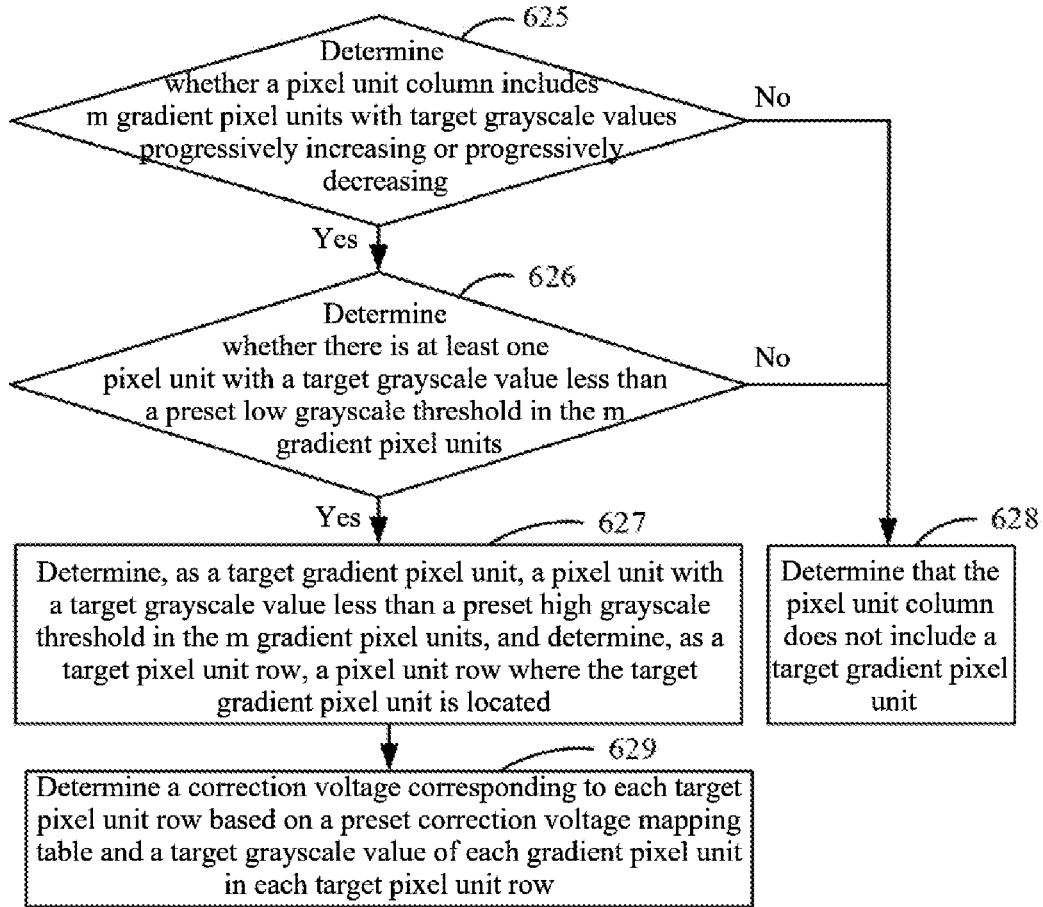 625
Determine
whether a pixel unit column includes
m gradient pixel units with target grayscale values
progressively increasing or progressively
decreasing
No
Yes
626
Determine
whether there is at least one
pixel unit with a target grayscale value less than
a preset low grayscale threshold in the m
gradient pixel units
No
Yes
627
Determine, as a target gradient pixel unit, a pixel unit with
a target grayscale value less than a preset high grayscale
threshold in the m gradient pixel units, and determine, as a
target pixel unit row, a pixel unit row where the target
gradient pixel unit is located
628
Determine that the
pixel unit column
does not include a
target gradient pixel
unit
629
Determine a correction voltage corresponding to each target
pixel unit row based on a preset correction voltage mapping
table and a target grayscale value of each gradient pixel unit
in each target pixel unit row